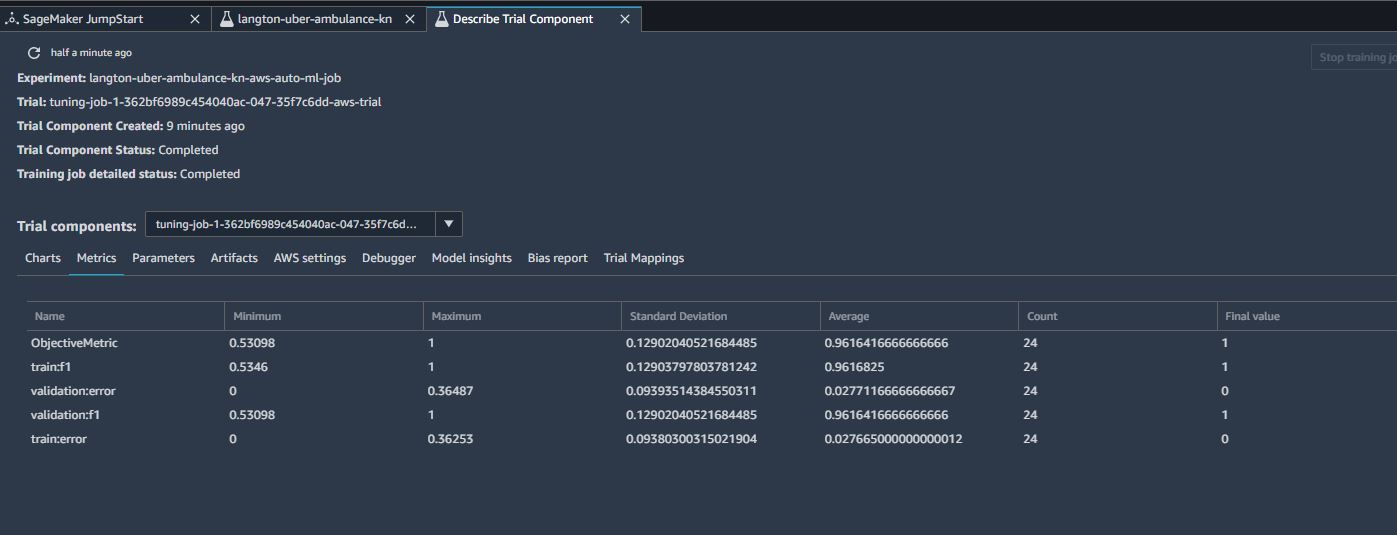 SageMaker JumpStart langton-uber-ambulance-kn Describe Trial Component
half a minute ago Stop training jo
Experiment: langton-uber-ambulance-kn-aws-auto-ml-job
Trial: tuning-job-1-362bf6989c454040ac-047-35f7c6dd-aws-trial
Trial Component Created: 9 minutes ago
Trial Component Status: Completed
Training job detailed status: Completed
Trial components: tuning-job-1-362bf6989c454040ac-047-35f7c6d...
Charts Metrics Parameters Artifacts AWS settings Debugger Model insights Bias report Trial Mappings
Name Minimum Maximum Standard Deviation Average Count Final value
ObjectiveMetric 0.53098 1 0.12902040521684485 0.9616416666666666 24 1
train:f1 0.5346 1 0.12903797803781242 0.9616825 24 1
validation:error 0 0.36487 0.09393514384550311 0.02771166666666667 24 0
validation:f1 0.53098 1 0.12902040521684485 0.9616416666666666 24 1
train:error 0 0.36253 0.09380300315021904 0.027665000000000012 24 0